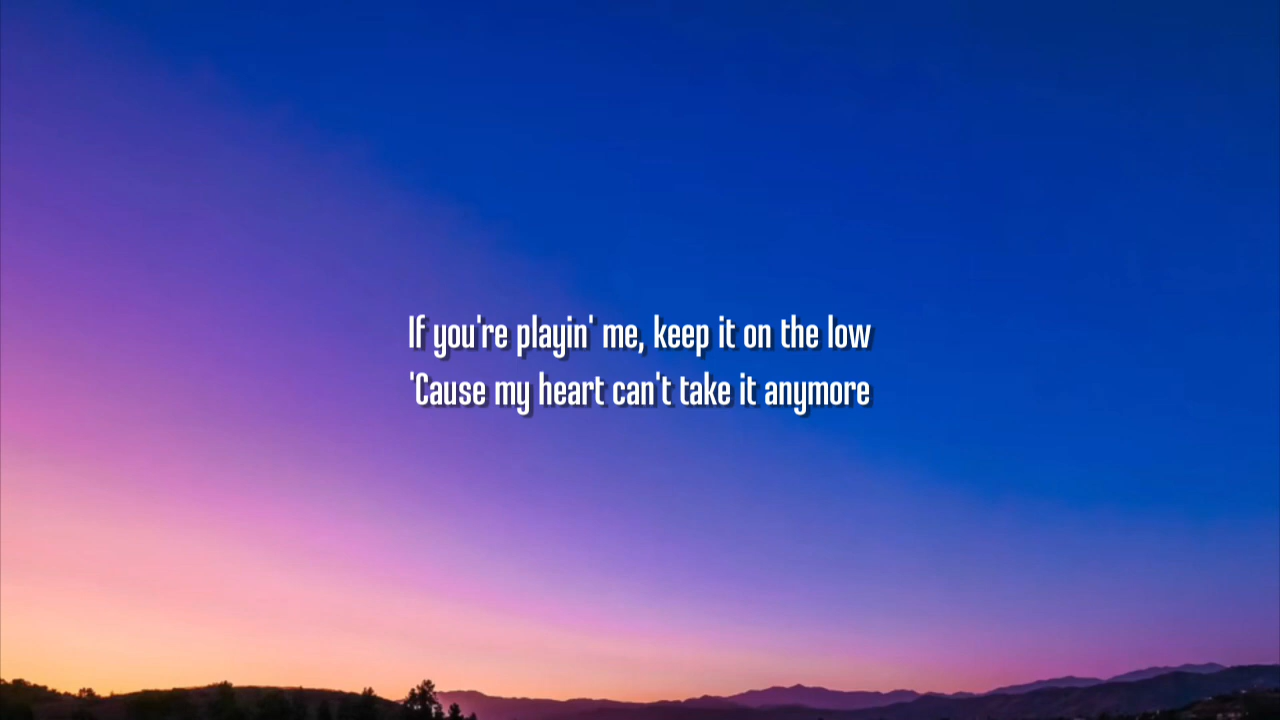 If you're playin' me, keep it on the low
'Cause my heart can't take it anymore